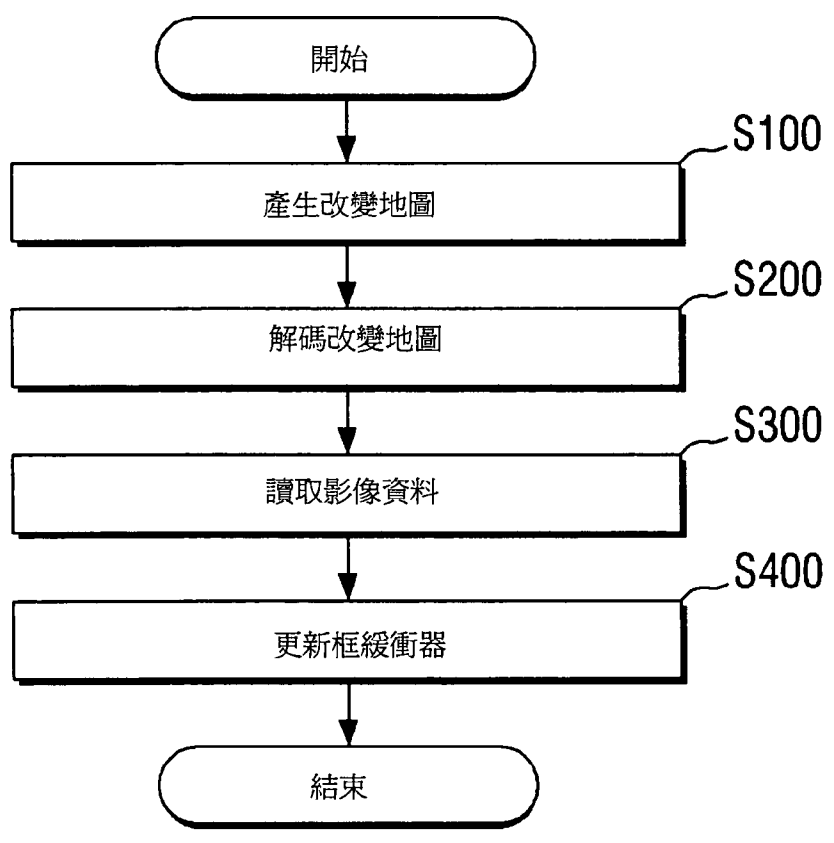 開始
S100
產生改變地圖
S200
解碼改變地圖
S300
讀取影像資料
S400
更新框緩衝器
結束